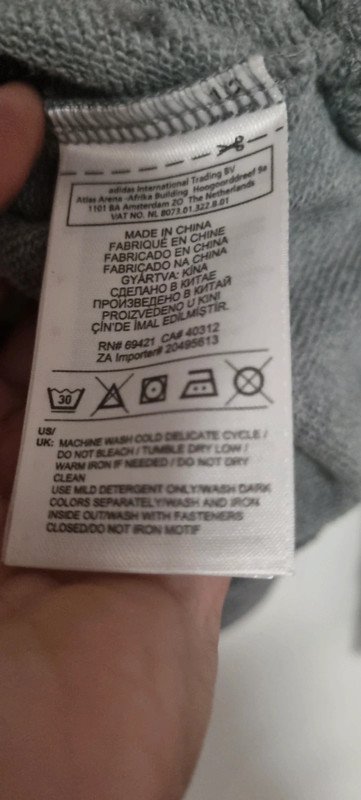 12
adidas International Trading BV
Atlas Arena -Afrika Building Hoogoorddreef 9a
1101 BA Amsterdam ZO The Netherlands
VAT NO. NL 8073.01.327.B.01
MADE IN CHINA
FABRIQUÉ EN CHINE
FABRICADO EN CHINA
FABRICADO NA CHINA
GYÁRTVA: KÍNA
СДЕЛАНО В КИТАЕ
ПРОИЗВЕДЕНО В КИТАЙ
PROIZVEDENO U KINI
ÇİN'DE İMAL EDİLMİŞTİR.
RN# 69421 CA# 40312
ZA Importer# 20495613
30
US/
UK: MACHINE WASH COLD DELICATE CYCLE /
DO NOT BLEACH / TUMBLE DRY LOW /
WARM IRON IF NEEDED / DO NOT DRY
CLEAN
USE MILD DETERGENT ONLY/WASH DARK
COLORS SEPARATELY/WASH AND IRON
INSIDE OUT/WASH WITH FASTENERS
CLOSED/DO NOT IRON MOTIF